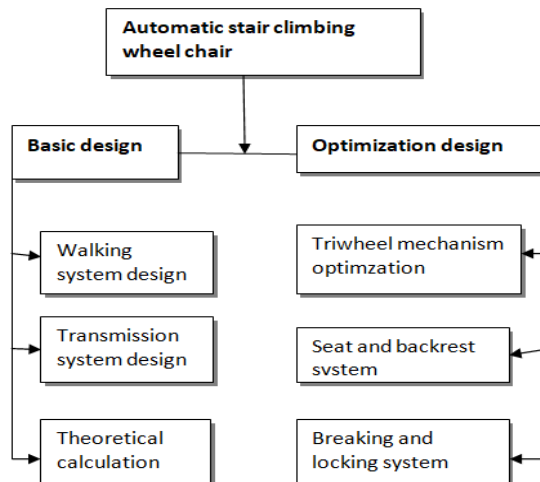 Automatic stair climbing
wheel chair
Basic design
Optimization design
Walking
system design
Triwheel mechanism
optimzation
Transmission
system design
Seat and backrest
svstem
Theoretical
calculation
Breaking and
locking system